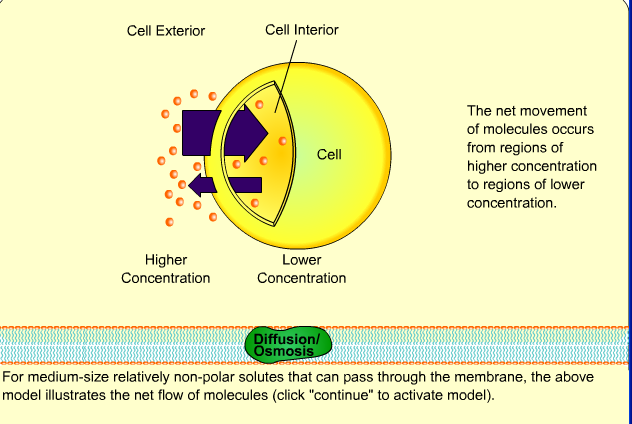 Cell Exterior
Cell Interior
Cell
The net movement
of molecules occurs
from regions of
higher concentration
to regions of lower
concentration.
Higher
Concentration
Lower
Concentration
Diffusion/
Osmosis
For medium-size relatively non-polar solutes that can pass through the membrane, the above
model illustrates the net flow of molecules (click "continue" to activate model).